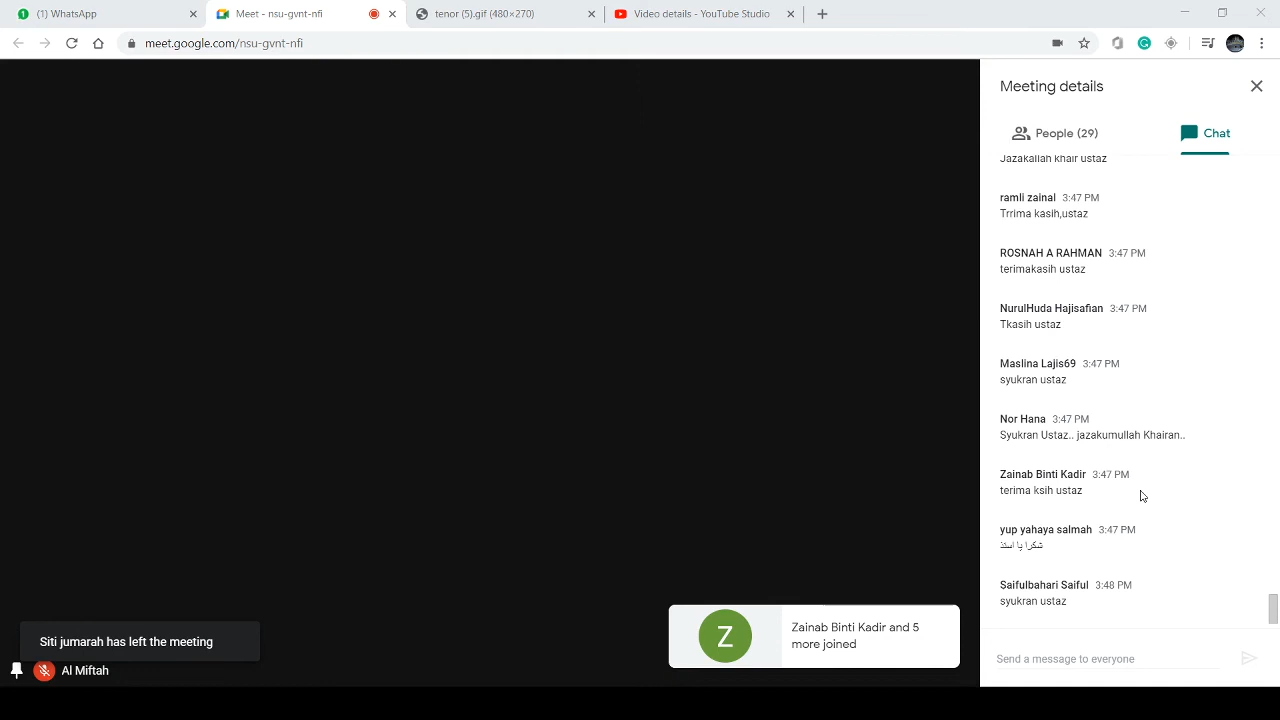 (1) WhatsApp
Meet - nsu-gvnt-nfi
tenor (5).gif (480×270)
Video details - YouTube Studio
meet.google.com/nsu-gvnt-nfi
Meeting details
People (29)
Chat
Jazakallah khair ustaz
ramli zainal 3:47 PM
Trrima kasih,ustaz
ROSNAH A RAHMAN 3:47 PM
terimakasih ustaz
NurulHuda Hajisafian 3:47 PM
Tkasih ustaz
Maslina Lajis69 3:47 PM
syukran ustaz
Nor Hana 3:47 PM
Syukran Ustaz.. jazakumullah Khairan..
Zainab Binti Kadir 3:47 PM
terima ksih ustaz
yup yahaya salmah 3:47 PM
شكرا يا استذ
Saifulbahari Saiful 3:48 PM
syukran ustaz
Send a message to everyone
Z
Zainab Binti Kadir and 5
more joined
Siti jumarah has left the meeting
Al Miftah